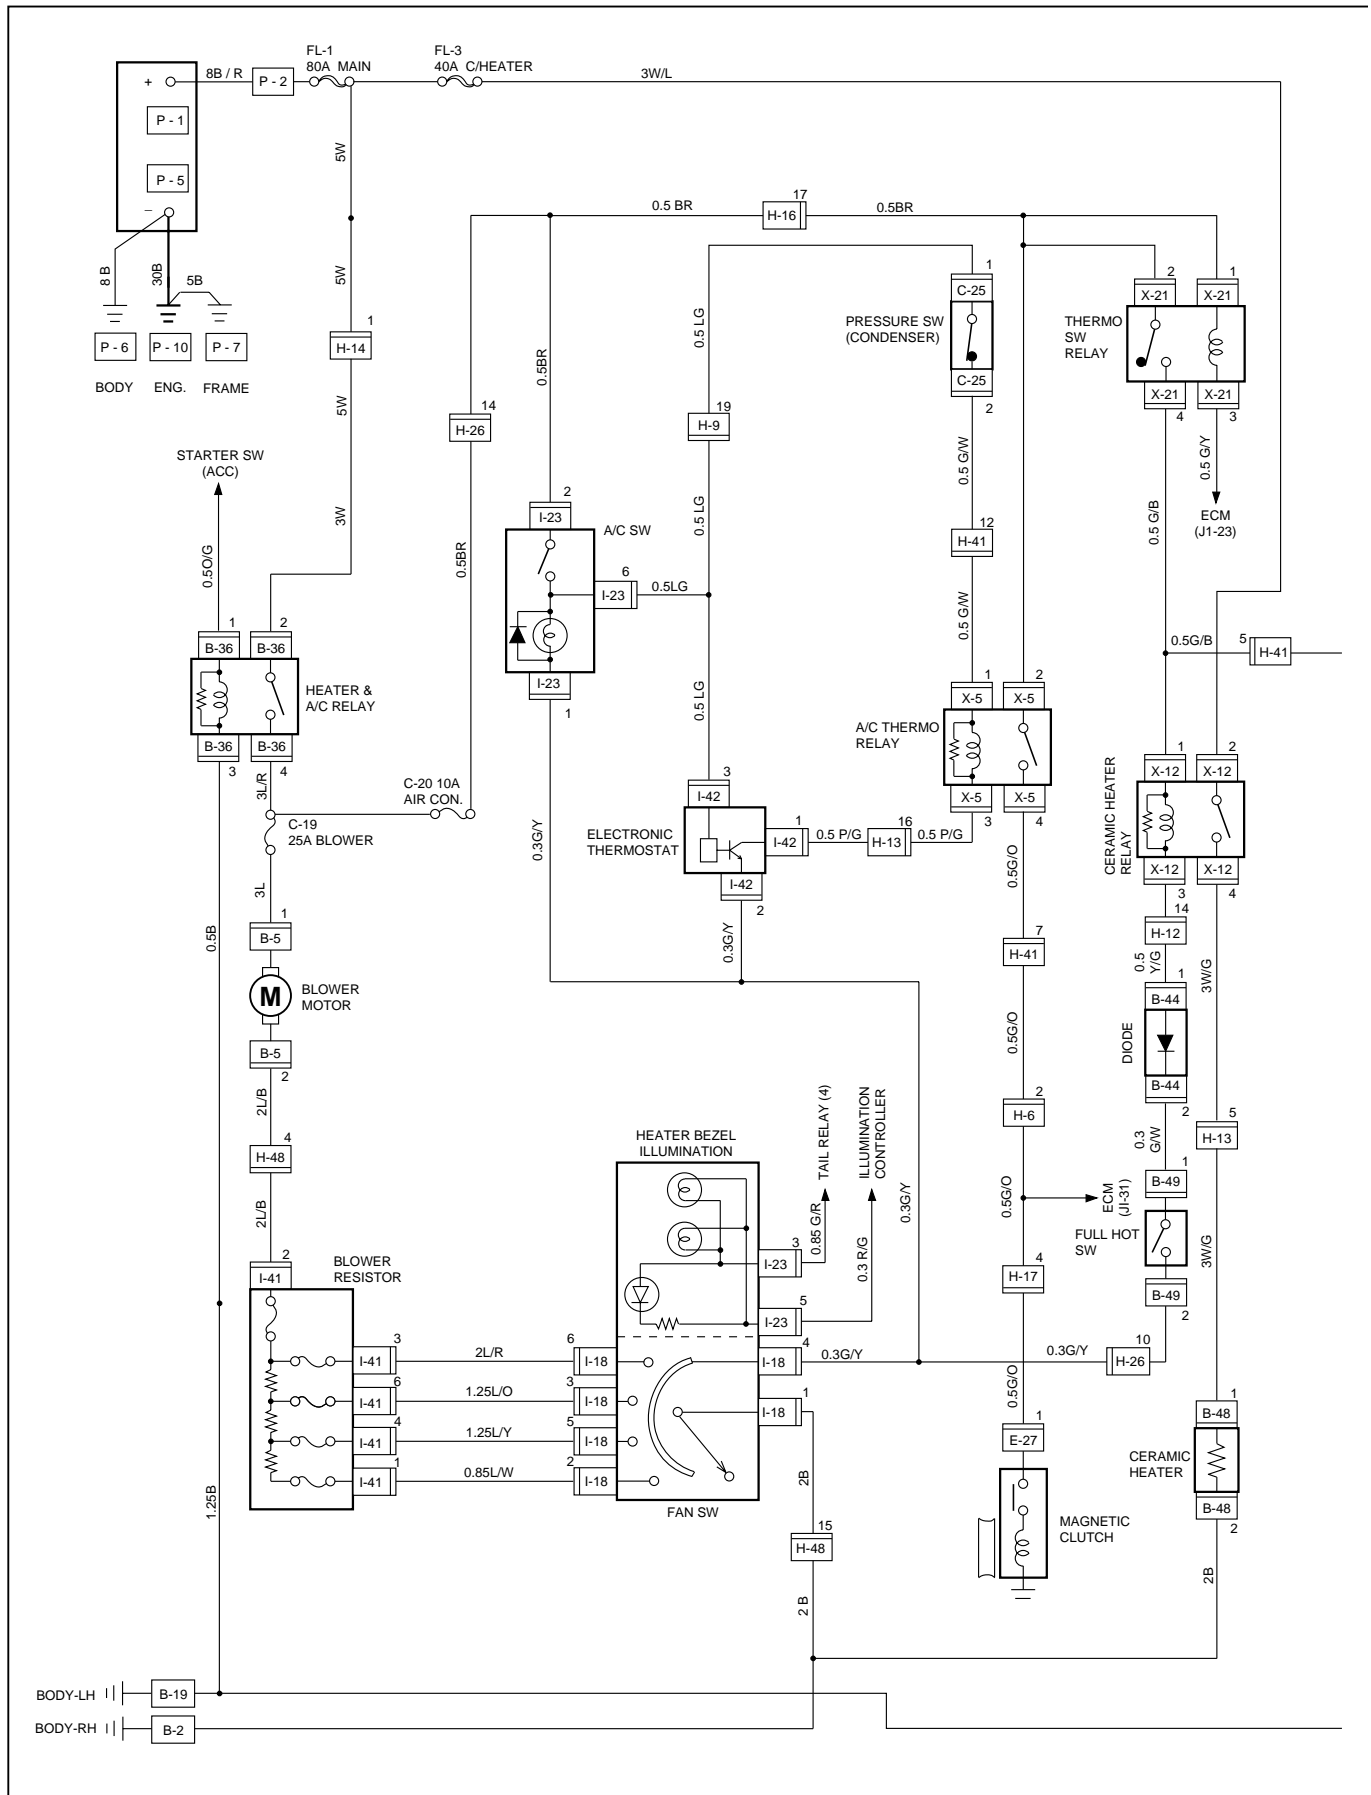 FL-1
80A  MAIN
FL-3
40A  C/HEATER
8B / R
P - 2
3W/L
+
P - 1
P - 5
–
5W
8 B
30B
5B
P - 6
P - 10
P - 7
BODY
ENG.
FRAME
5W
1
H-14
5W
3W
0.5 BR
17
H-16
0.5BR
0.5BR
14
H-26
0.5BR
0.5 LG
19
H-9
0.5 LG
1
C-25
PRESSURE SW
(CONDENSER)
C-25
2
0.5 G/W
12
H-41
0.5 G/W
2
X-21
1
X-21
THERMO
SW
RELAY
X-21
4
X-21
3
0.5 G/B
0.5 G/Y
ECM
(J1-23)
STARTER SW
(ACC)
0.5O/G
1
B-36
2
B-36
HEATER &
A/C RELAY
B-36
3
B-36
4
3L/R
2
I-23
A/C SW
6
I-23
0.5LG
I-23
1
0.5 LG
0.5G/B
5
H-41
1
X-5
2
X-5
A/C THERMO
RELAY
X-5
3
X-5
4
1
X-12
2
X-12
CERAMIC HEATER
RELAY
X-12
3
X-12
4
C-20 10A
AIR CON.
C-19
25A BLOWER
3L
0.5B
0.3G/Y
3
I-42
ELECTRONIC
THERMOSTAT
1
I-42
0.5 P/G
16
H-13
0.5 P/G
I-42
2
0.3G/Y
0.5G/O
7
H-41
0.5G/O
14
H-12
0.5
Y/G
3W/G
1
B-44
DIODE
B-44
2
0.3
G/W
1
B-5
M
BLOWER
MOTOR
B-5
2
2L/B
4
H-48
2L/B
2
H-6
5
H-13
1
B-49
FULL HOT
SW
B-49
2
0.5G/O
ECM
(JI-31)
3W/G
HEATER BEZEL
ILLUMINATION
TAIL RELAY (4)
ILLUMINATION
CONTROLLER
0.85 G/R
0.3 R/G
0.3G/Y
3
I-23
5
I-23
4
H-17
2
I-41
BLOWER
RESISTOR
3
I-41
2L/R
6
I-18
4
I-18
0.3G/Y
0.3G/Y
10
H-26
6
I-41
1.25L/O
3
I-18
1
I-18
4
I-41
1.25L/Y
5
I-18
1
I-41
0.85L/W
2
I-18
FAN SW
0.5G/O
1
E-27
MAGNETIC
CLUTCH
1
B-48
CERAMIC
HEATER
B-48
2
2B
1.25B
2B
15
H-48
2 B
BODY-LH
B-19
BODY-RH
B-2